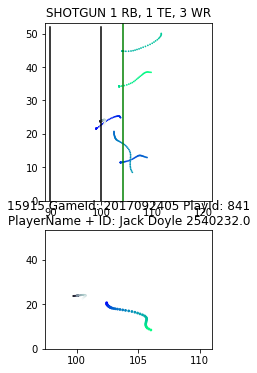 SHOTGUN 1 RB, 1 TE, 3 WR
50
40
30
20
10
0
90 100 110 120
15915 GameId: 2017092405 PlayId: 841
PlayerName + ID: Jack Doyle 2540232.0
40
20
0
100 105 110